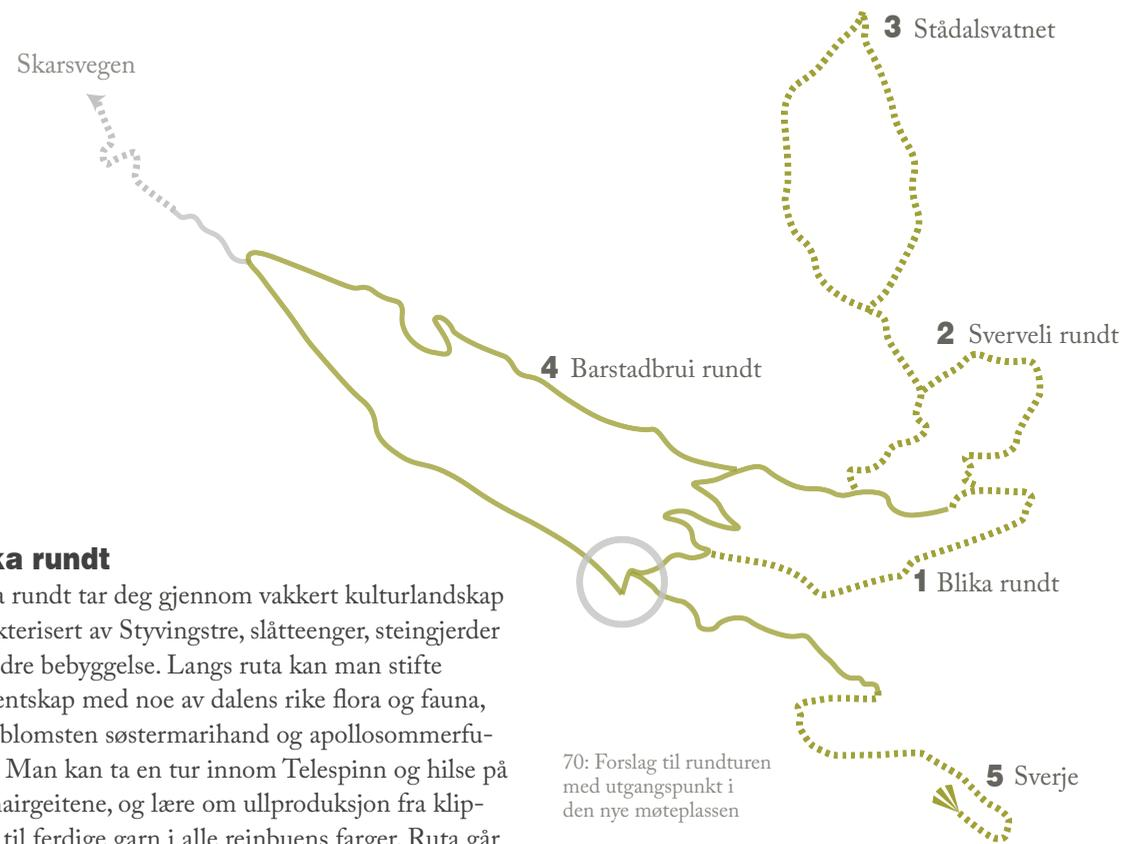 3 Stådalsvatnet
Skarsvegen
2 Sverveli rundt
4 Barstadbrui rundt
1 Blika rundt
5 Sverje
70: Forslag til rundturen
med utgangspunkt i
den nye møteplassen
ka rundt
a rundt tar deg gjennom vakkert kulturlandskap
kterisert av Styvingstre, slåtteenger, steingjerder
dre bebyggelse. Langs ruta kan man stifte
entskap med noe av dalens rike flora og fauna,
blomsten søstermarihand og apollosommerfu-
Man kan ta en tur innom Telespinn og hilse på
hairgeitene, og lære om ullproduksjon fra klip-
til ferdige garn i alle reinbuens farger. Ruta går